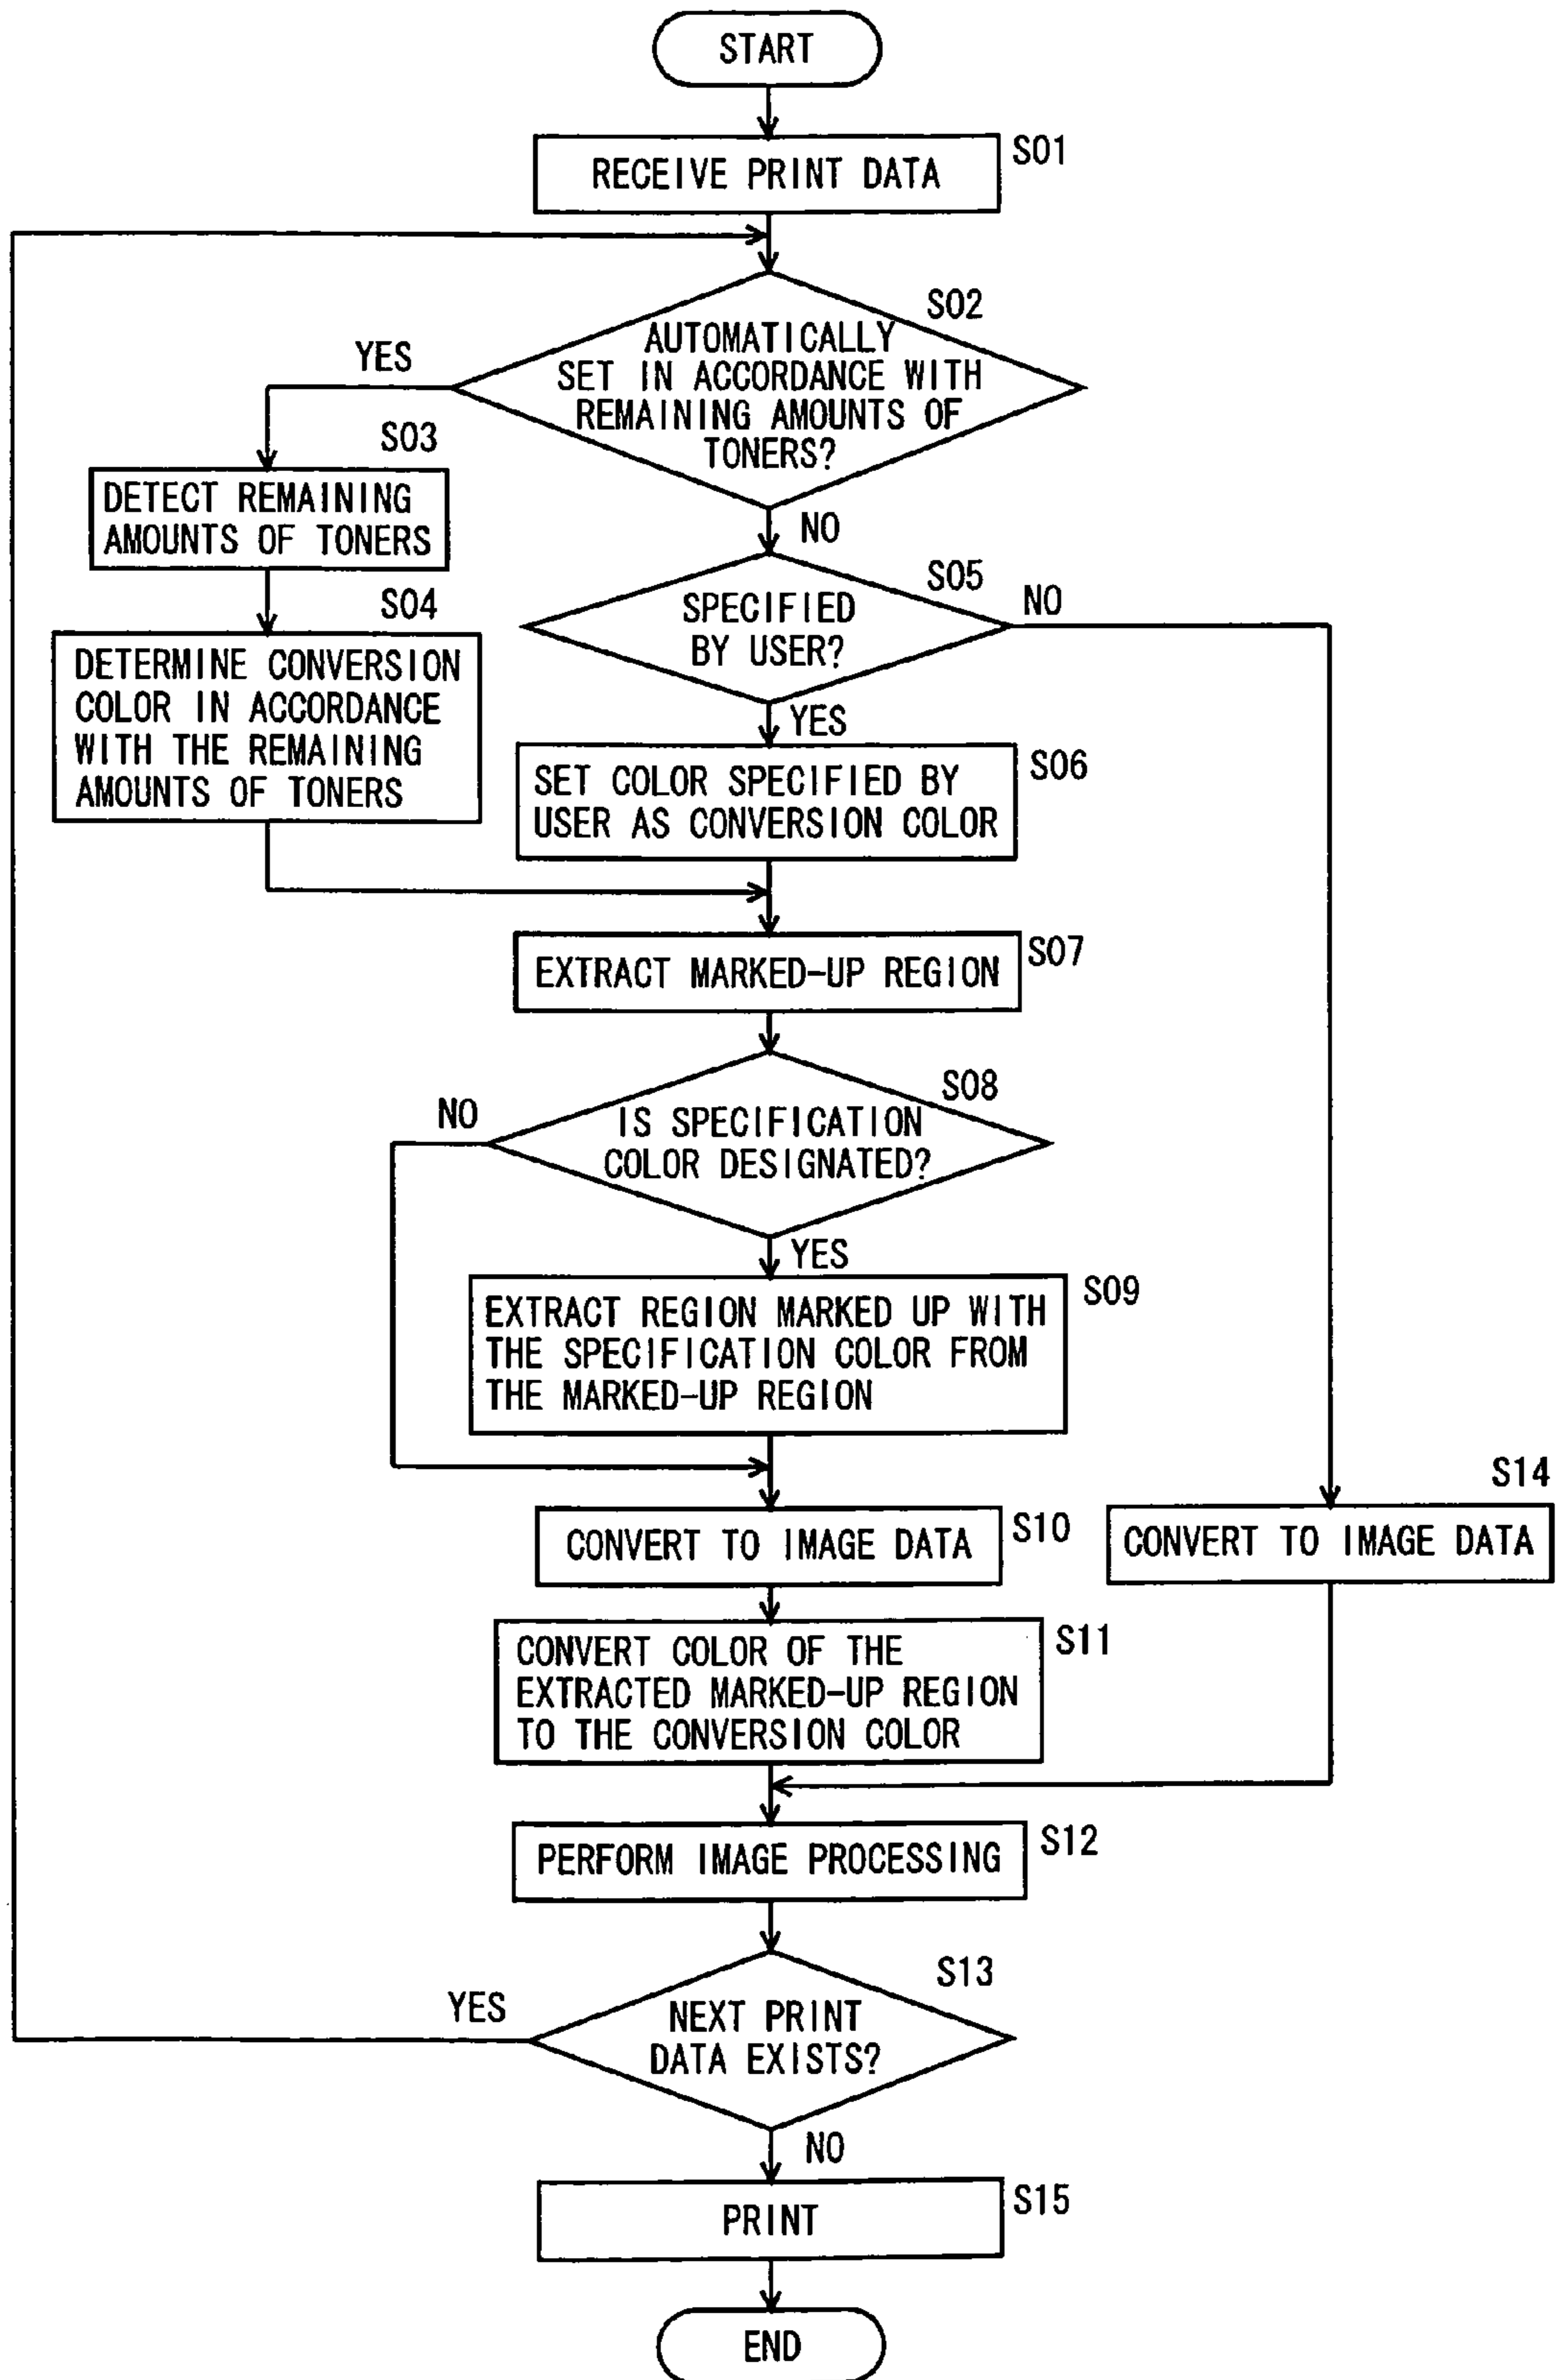 START
RECEIVE PRINT DATA
S01
S02
AUTOMATICALLY
SET IN ACCORDANCE WITH
REMAINING AMOUNTS OF
TONERS?
YES
NO
S03
DETECT REMAINING
AMOUNTS OF TONERS
S04
DETERMINE CONVERSION
COLOR IN ACCORDANCE
WITH THE REMAINING
AMOUNTS OF TONERS
S05
SPECIFIED
BY USER?
NO
YES
S06
SET COLOR SPECIFIED BY
USER AS CONVERSION COLOR
S07
EXTRACT MARKED-UP REGION
S08
IS SPECIFICATION
COLOR DESIGNATED?
NO
YES
S09
EXTRACT REGION MARKED UP WITH
THE SPECIFICATION COLOR FROM
THE MARKED-UP REGION
S10
CONVERT TO IMAGE DATA
S14
CONVERT TO IMAGE DATA
S11
CONVERT COLOR OF THE
EXTRACTED MARKED-UP REGION
TO THE CONVERSION COLOR
S12
PERFORM IMAGE PROCESSING
S13
NEXT PRINT
DATA EXISTS?
YES
NO
S15
PRINT
END